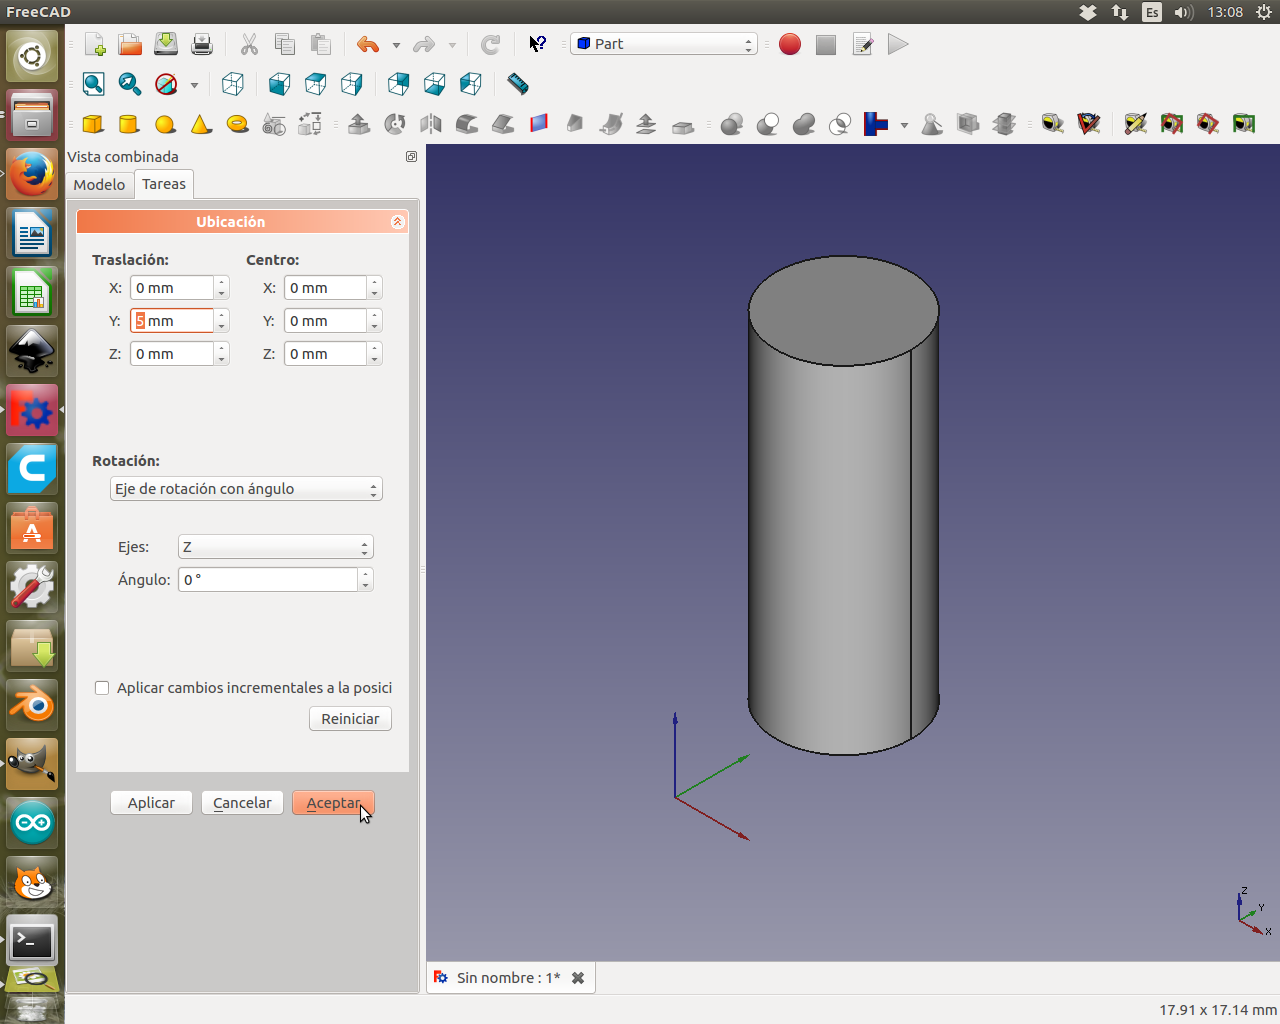 FreeCAD
Es
13:08
Part
Vista combinada
Modelo
Tareas
Ubicación
Traslación:
Centro:
X: 0 mm
X: 0 mm
Y: 5 mm
Y: 0 mm
Z: 0 mm
Z: 0 mm
Rotación:
Eje de rotación con ángulo
Ejes: Z
Ángulo: 0 °
Aplicar cambios incrementales a la posici
Reiniciar
Aplicar
Cancelar
Aceptar
Z
Y
X
Sin nombre : 1*
17.91 x 17.14 mm